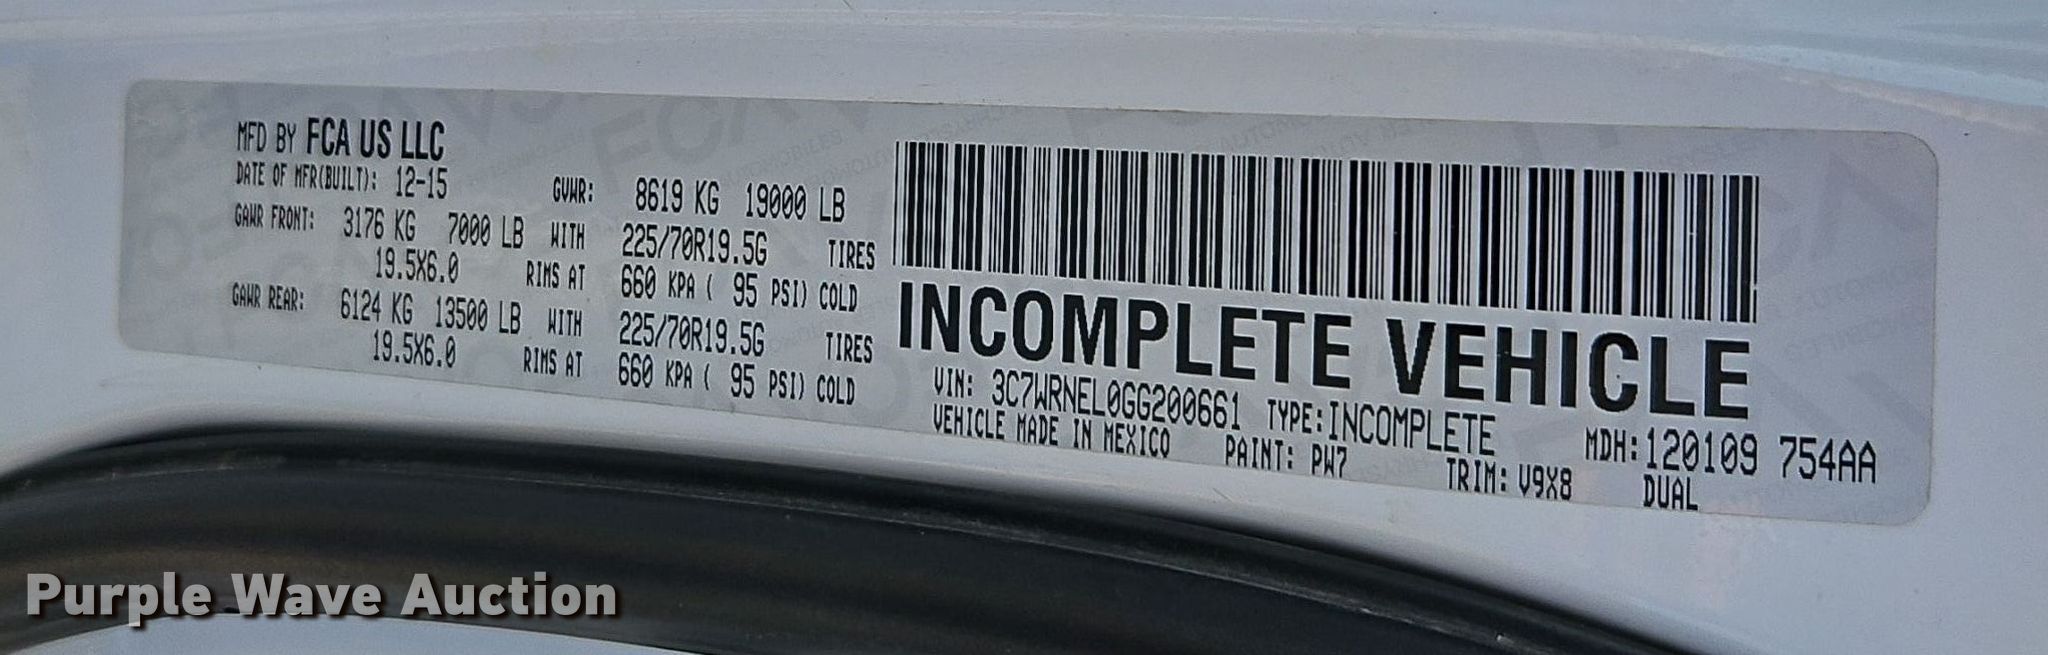 MFD BY FCA US LLC
DATE OF MFR(BUILT): 12-15 GVWR: 8619 KG 19000 LB
GAWR FRONT: 3176 KG 7000 LB WITH 225/70R19.5G TIRES
19.5X6.0 RIMS AT 660 KPA ( 95 PSI) COLD
GAWR REAR: 6124 KG 13500 LB WITH 225/70R19.5G TIRES
19.5X6.0 RIMS AT 660 KPA ( 95 PSI) COLD
INCOMPLETE VEHICLE
VIN: 3C7WRNEL0GG200661 TYPE:INCOMPLETE MDH:120109 754AA
VEHICLE MADE IN MEXICO PAINT: PW7 TRIM: V9X8 DUAL
Purple Wave Auction